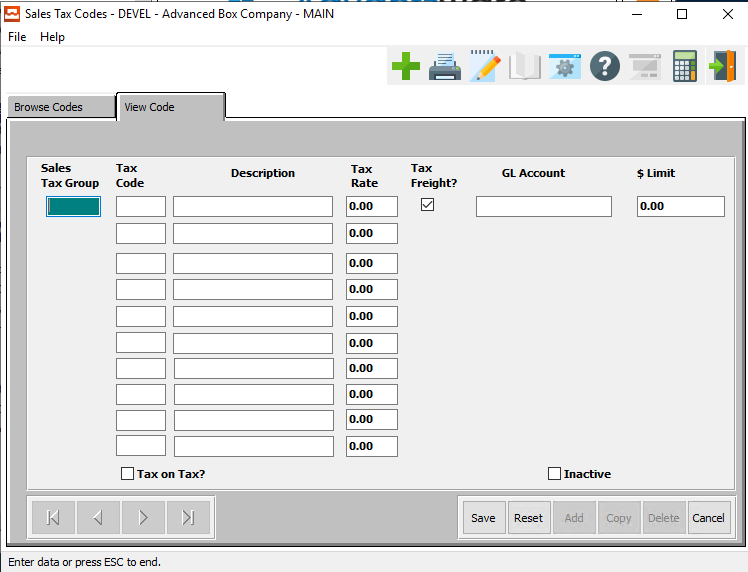 Sales Tax Codes - DEVEL - Advanced Box Company - MAIN
File Help
Browse Codes View Code
Sales Tax Group Tax Code Description Tax Rate Tax Freight? GL Account $ Limit
0.00 0.00
0.00
0.00
0.00
0.00
0.00
0.00
0.00
0.00
0.00
Tax on Tax? Inactive
Save Reset Add Copy Delete Cancel
Enter data or press ESC to end.